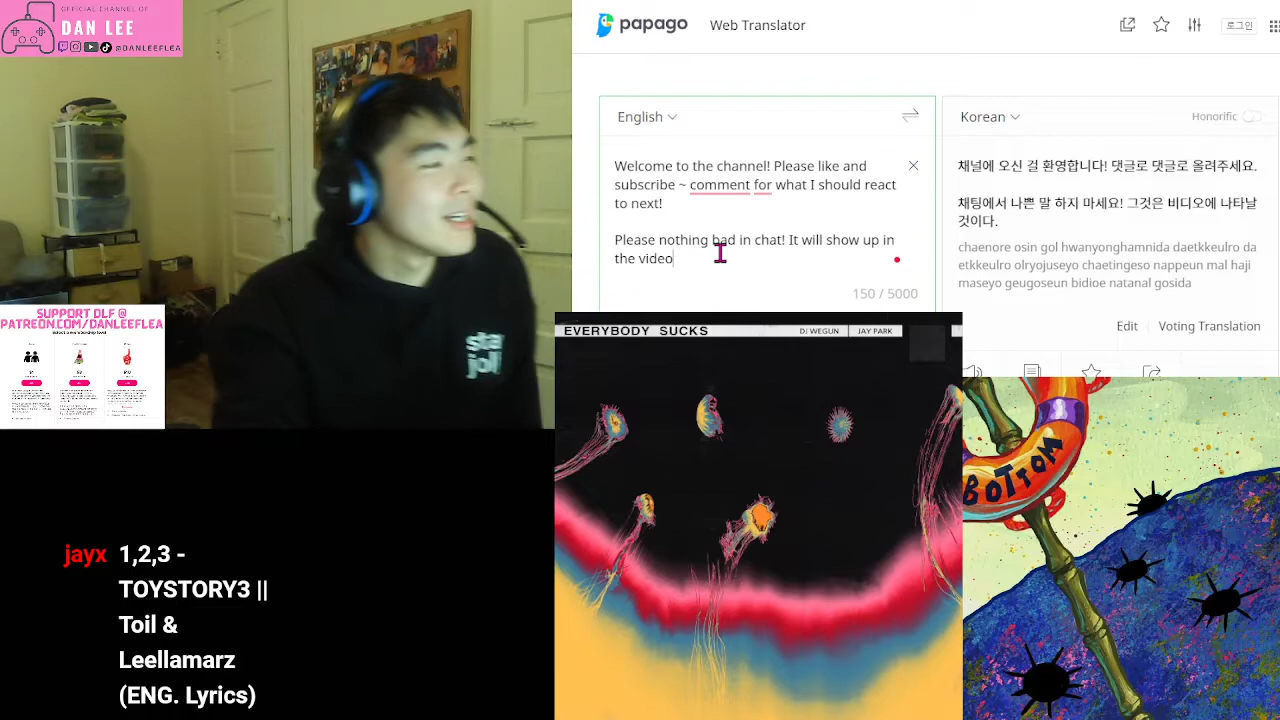 OFFICIAL CHANNEL OF
DAN LEE
@DANLEEFLEA
papago
Web Translator
로그인
English
Korean
Honorific
Welcome to the channel! Please like and
subscribe ~ comment for what I should react
to next!
Please nothing bad in chat! It will show up in
the video
150 / 5000
채널에 오신 걸 환영합니다! 댓글로 댓글로 올려주세요.
채팅에서 나쁜 말 하지 마세요! 그것은 비디오에 나타날
것이다.
chaenore osin gol hwanyonghamnida daetkkeulro da
etkkeulro olryojuseyo chaetingeso nappeun mal haji
maseyo geugoseun bidioe natanal gosida
Edit
Voting Translation
sta
jol
SUPPORT DLF @
PATREON.COM/DANLEEFLEA
EVERYBODY SUCKS
DJ WEGUN
JAY PARK
BOTTOM
jayx 1,2,3 -
TOYSTORY3 ||
Toil &
Leellamarz
(ENG. Lyrics)